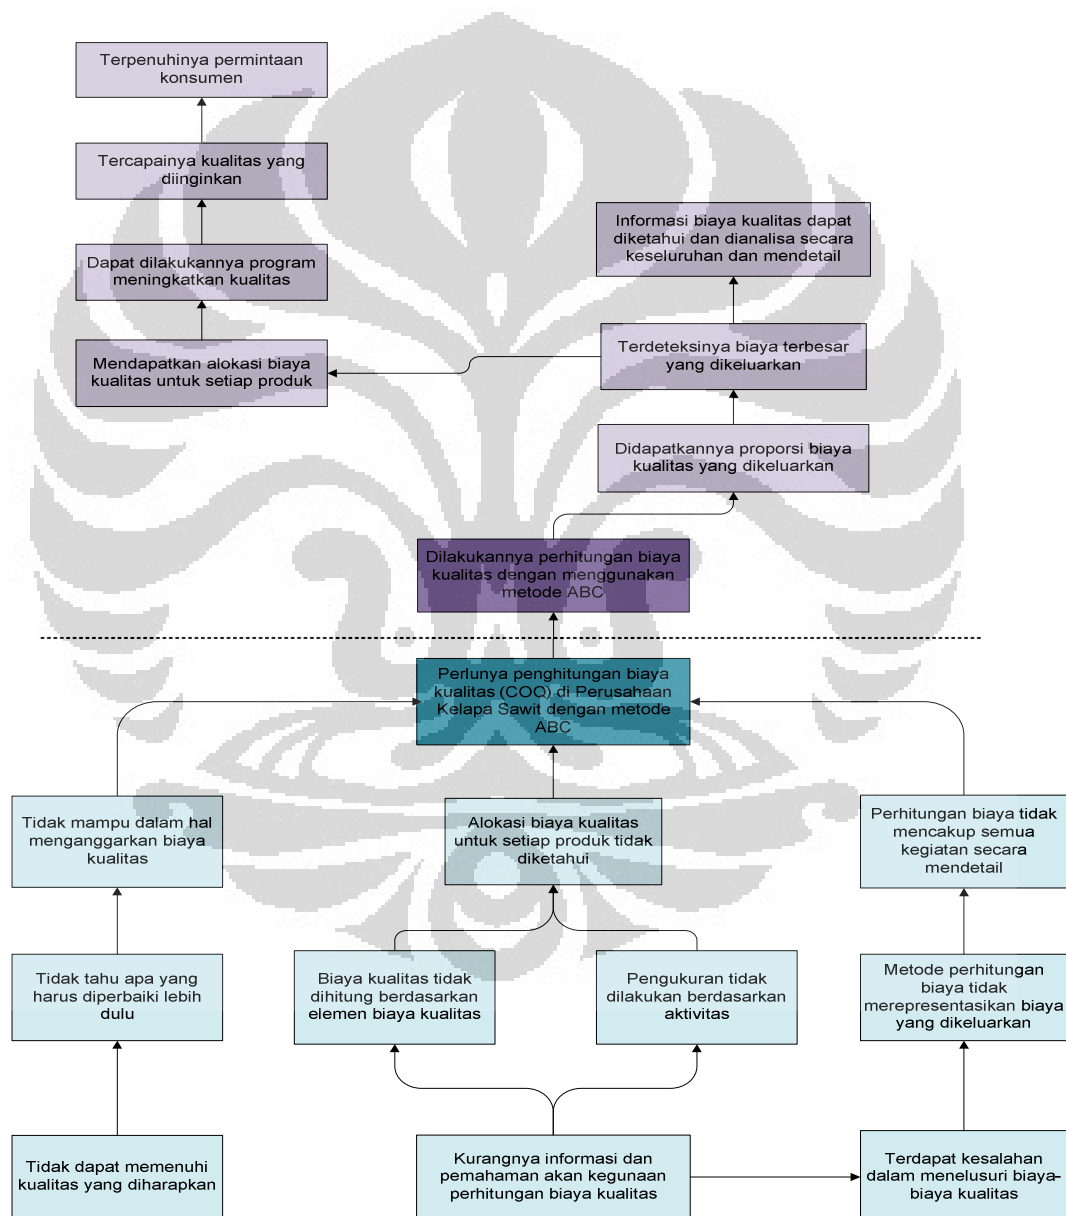 Terpenuhinya permintaan
konsumen
Tercapainya kualitas yang
diinginkan
Informasi biaya kualitas dapat
diketahui dan dianalisa secara
keseluruhan dan mendetail
Dapat dilakukannya program
meningkatkan kualitas
Terdeteksinya biaya terbesar
yang dikeluarkan
Mendapatkan alokasi biaya
kualitas untuk setiap produk
Didapatkannya proporsi biaya
kualitas yang dikeluarkan
Dilakukannya perhitungan biaya
kualitas dengan menggunakan
metode ABC
Perlunya penghitungan biaya
kualitas (COQ) di Perusahaan
Kelapa Sawit dengan metode
ABC
Tidak mampu dalam hal
menganggarkan biaya
kualitas
Alokasi biaya kualitas
untuk setiap produk tidak
diketahui
Perhitungan biaya tidak
mencakup semua
kegiatan secara
mendetail
Tidak tahu apa yang
harus diperbaiki lebih
dulu
Biaya kualitas tidak
dihitung berdasarkan
elemen biaya kualitas
Pengukuran tidak
dilakukan berdasarkan
aktivitas
Metode perhitungan
biaya tidak
merepresentasikan biaya
yang dikeluarkan
Tidak dapat memenuhi
kualitas yang diharapkan
Kurangnya informasi dan
pemahaman akan kegunaan
perhitungan biaya kualitas
Terdapat kesalahan
dalam menelusuri biaya-
biaya kualitas